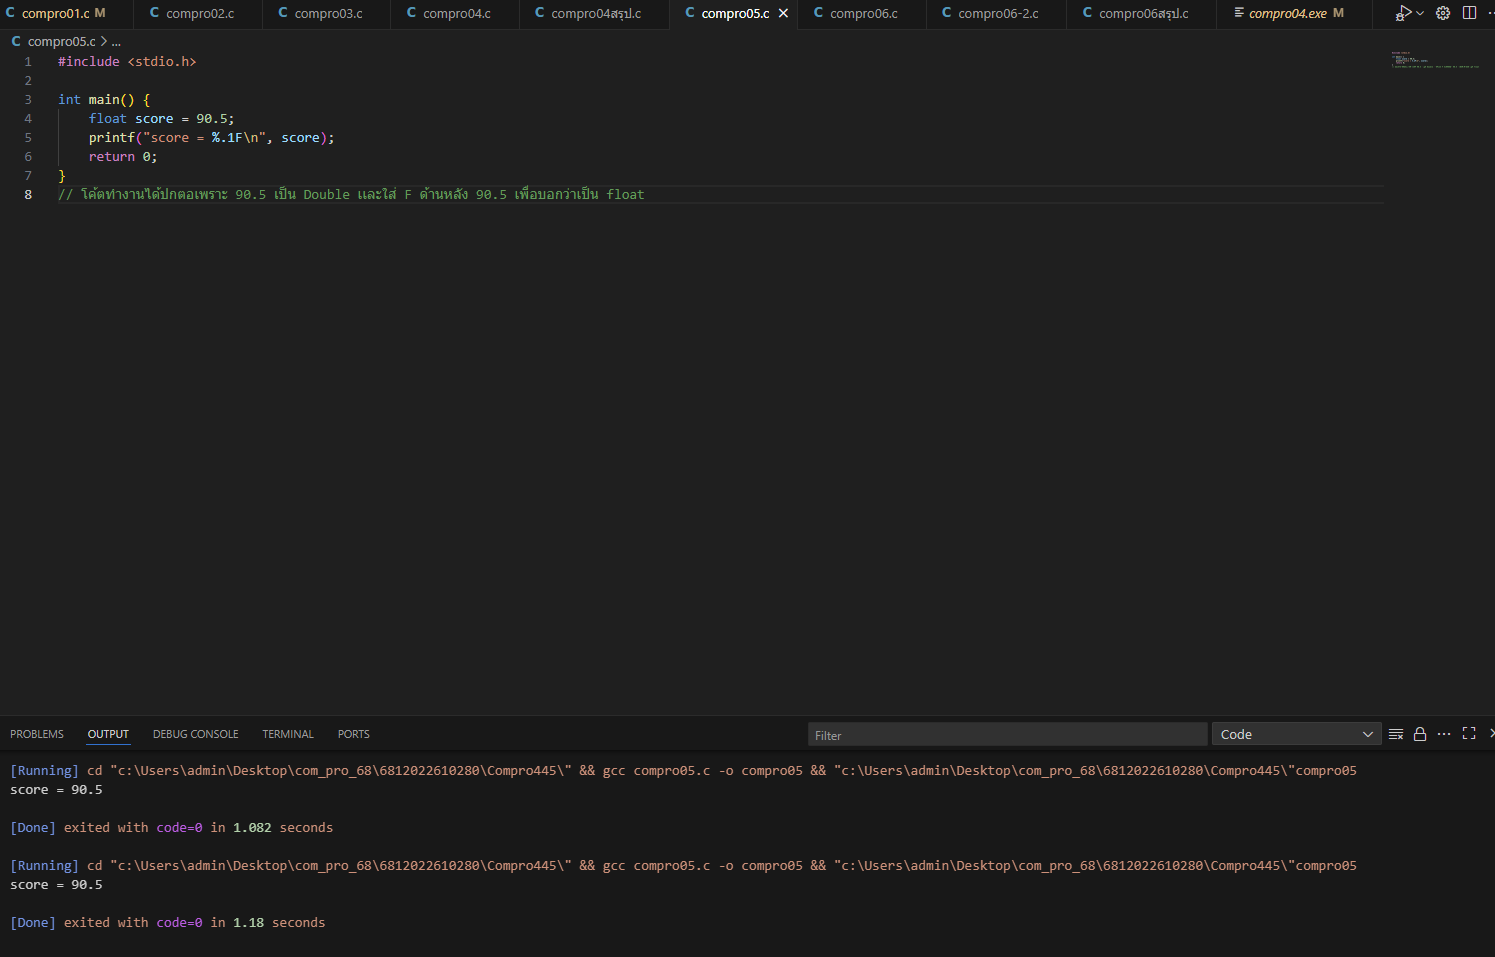 compro01.c M compro02.c compro03.c compro04.c compro04สรุป.c compro05.c compro06.c compro06-2.c compro06สรุป.c compro04.exe M
compro05.c > ...
1 #include <stdio.h>
2
3 int main() {
4 float score = 90.5;
5 printf("score = %.1F\n", score);
6 return 0;
7 }
8 // โค้ตทำงานได้ปกตอเพราะ 90.5 เป็น Double และใส่ F ด้านหลัง 90.5 เพื่อบอกว่าเป็น float
PROBLEMS OUTPUT DEBUG CONSOLE TERMINAL PORTS Filter Code
[Running] cd "c:\Users\admin\Desktop\com_pro_68\6812022610280\Compro445\" && gcc compro05.c -o compro05 && "c:\Users\admin\Desktop\com_pro_68\6812022610280\Compro445\"compro05
score = 90.5
[Done] exited with code=0 in 1.082 seconds
[Running] cd "c:\Users\admin\Desktop\com_pro_68\6812022610280\Compro445\" && gcc compro05.c -o compro05 && "c:\Users\admin\Desktop\com_pro_68\6812022610280\Compro445\"compro05
score = 90.5
[Done] exited with code=0 in 1.18 seconds